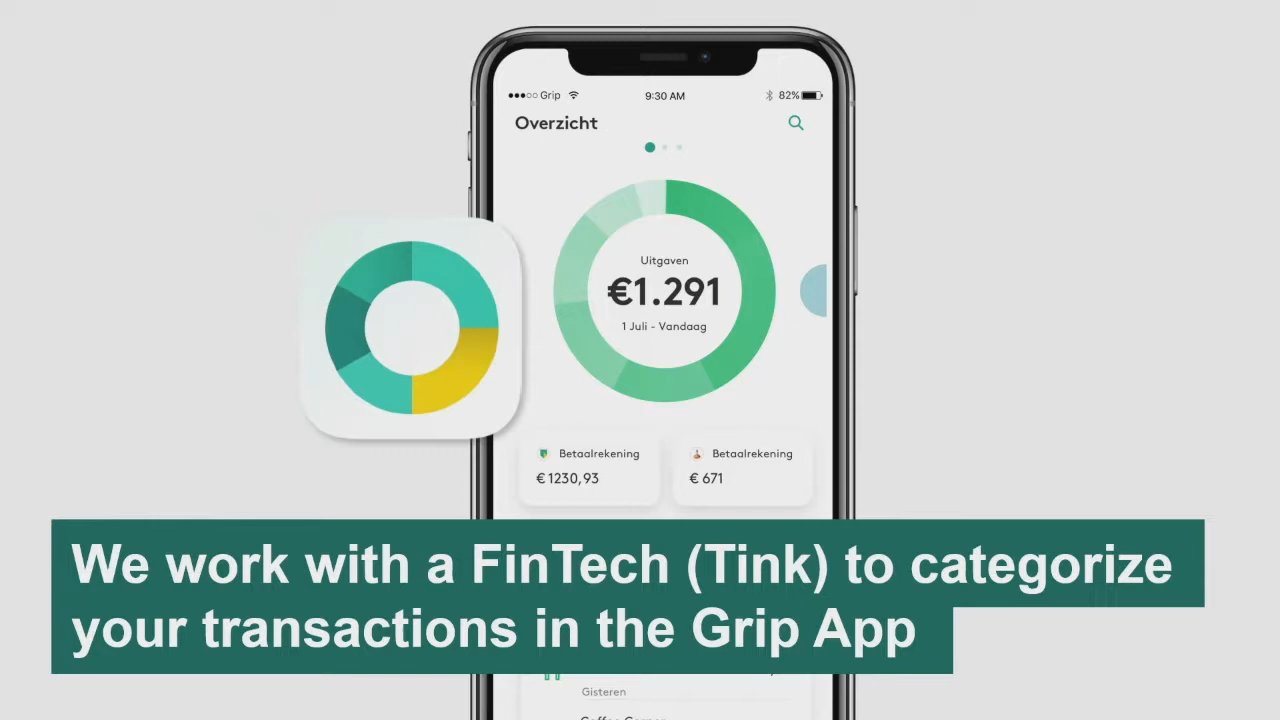 Grip 9:30 AM 82%
Overzicht
Uitgaven
€1.291
1 Juli - Vandaag
Betaalrekening
€ 1230,93
Betaalrekening
€ 671
We work with a FinTech (Tink) to categorize
your transactions in the Grip App
Gisteren